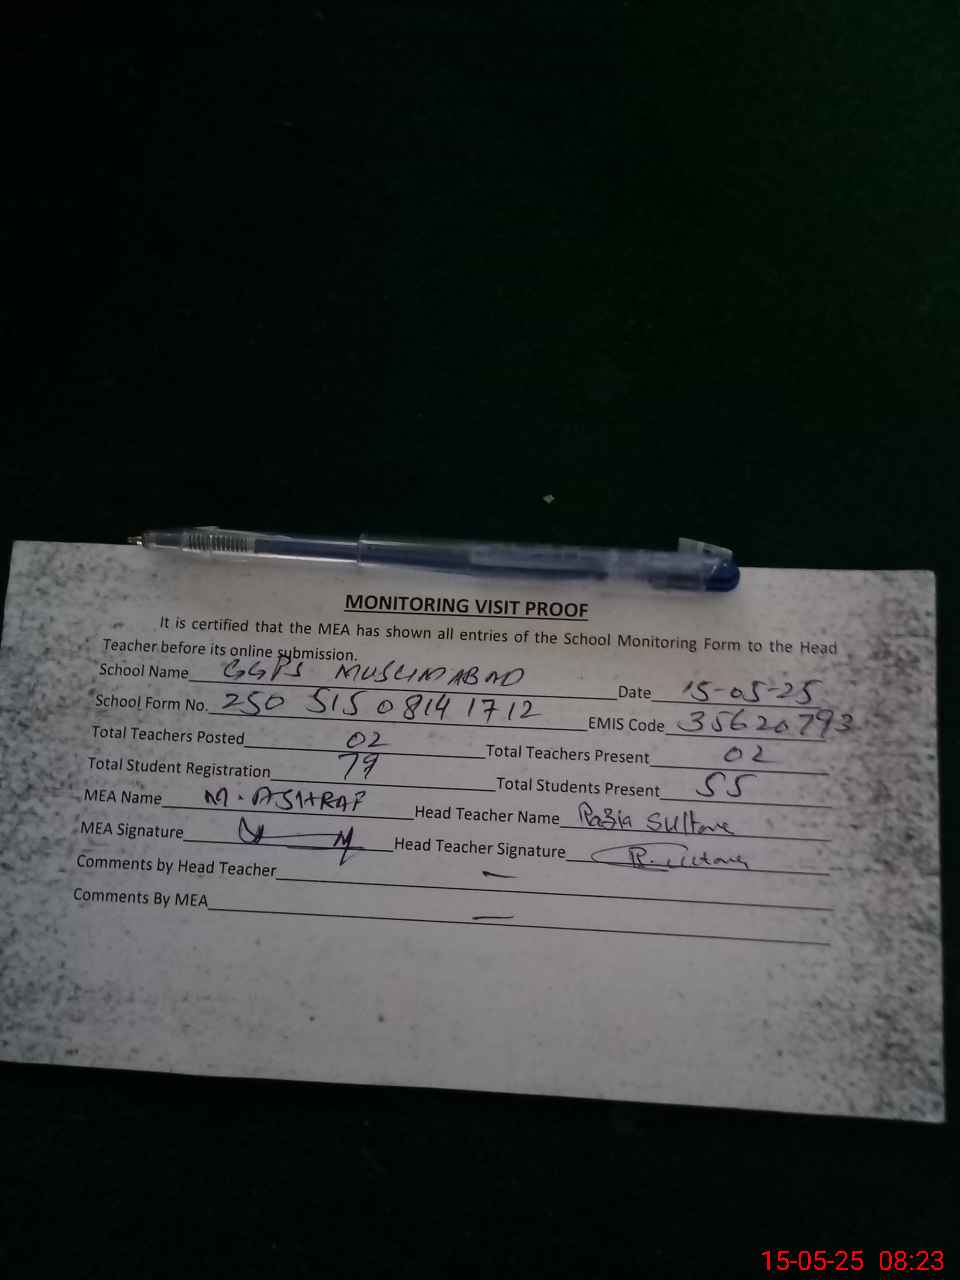 MONITORING VISIT PROOF
It is certified that the MEA has shown all entries of the School Monitoring Form to the Head
Teacher before its online submission.
School Name GGPS MUSLIMABAD Date 15-05-25
School Form No. 250 515 0814 1712 EMIS Code 35620793
Total Teachers Posted 02 Total Teachers Present 02
Total Student Registration 79 Total Students Present 55
MEA Name M. ASHRAF Head Teacher Name Razia Sultana
MEA Signature Head Teacher Signature
Comments by Head Teacher —
Comments By MEA —
15-05-25 08:23